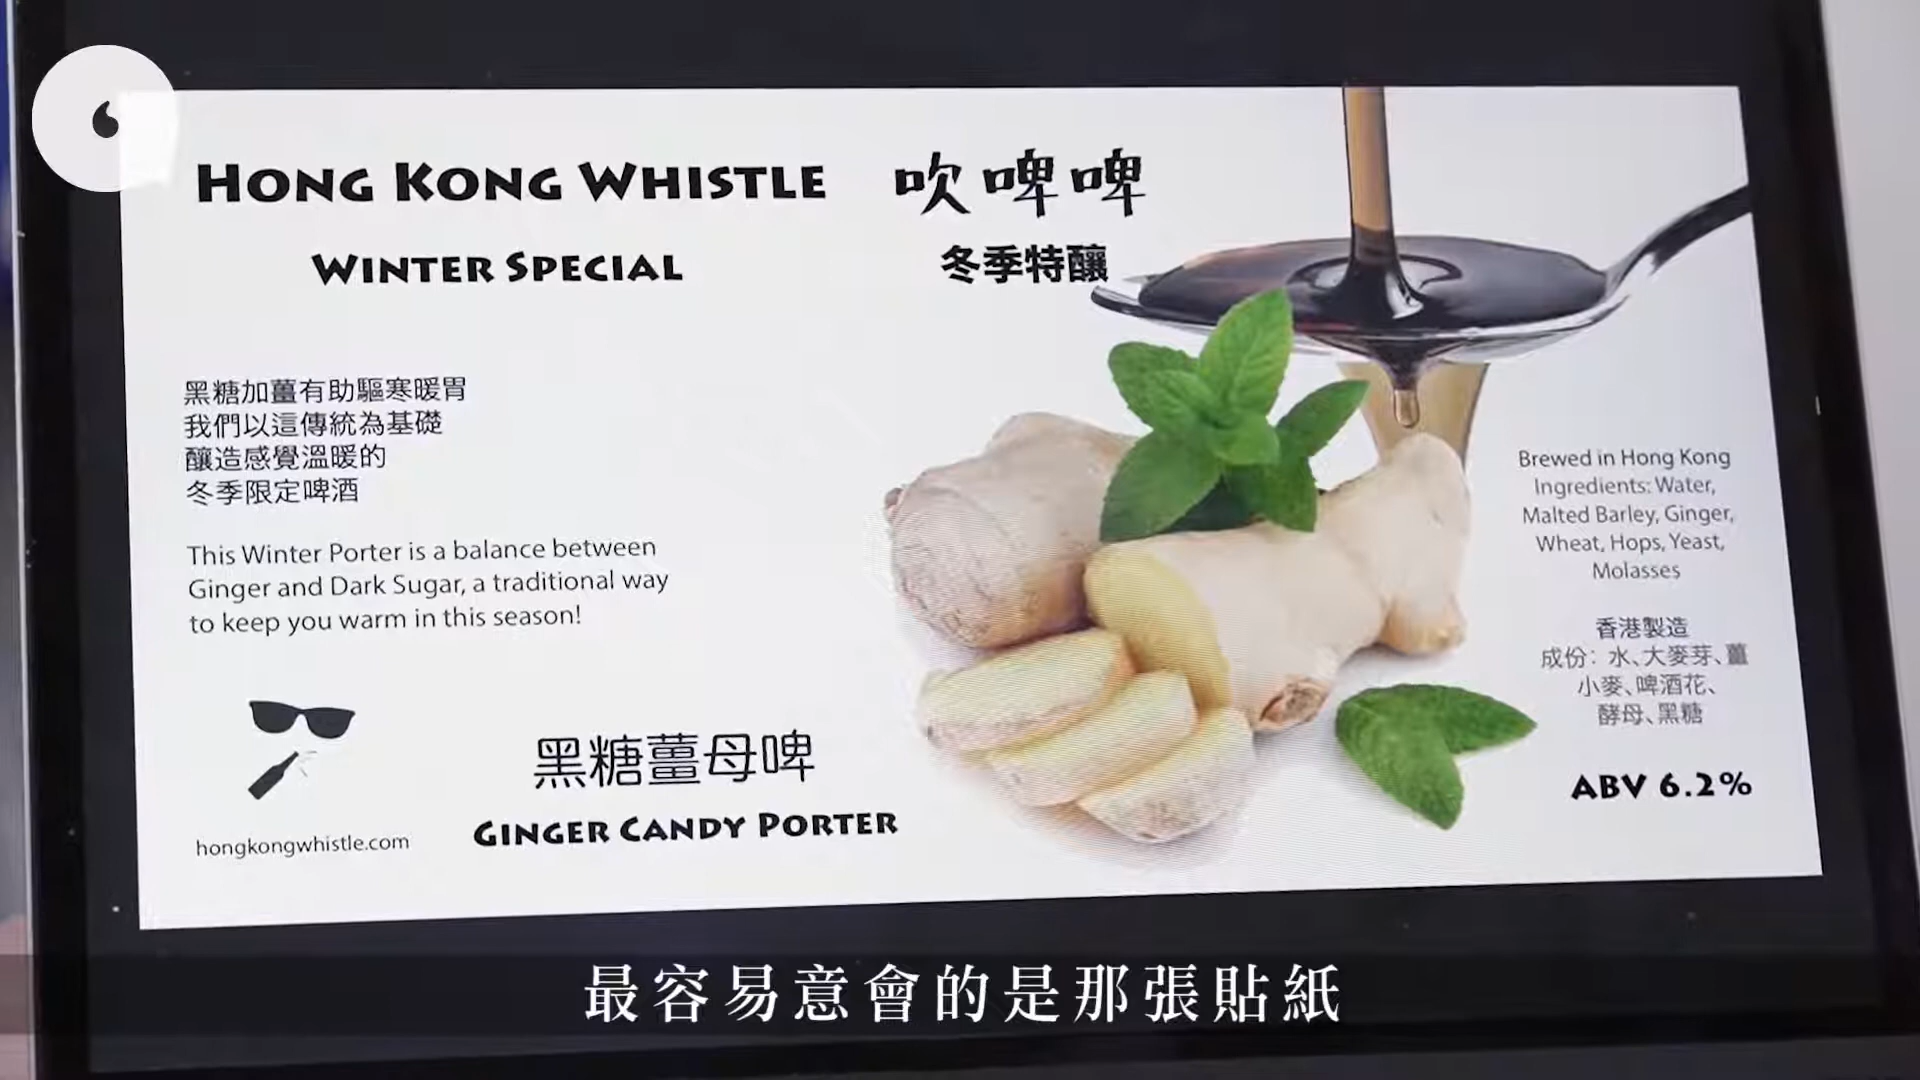 HONG KONG WHISTLE 吹啤啤
WINTER SPECIAL 冬季特釀
黑糖加薑有助驅寒暖胃
我們以這傳統為基礎
釀造感覺溫暖的
冬季限定啤酒
This Winter Porter is a balance between
Ginger and Dark Sugar, a traditional way
to keep you warm in this season!
hongkongwhistle.com
黑糖薑母啤
GINGER CANDY PORTER
Brewed in Hong Kong
Ingredients: Water,
Malted Barley, Ginger,
Wheat, Hops, Yeast,
Molasses
香港製造
成份：水、大麥芽、薑
小麥、啤酒花、
酵母、黑糖
ABV 6.2%
最容易意會的是那張貼紙